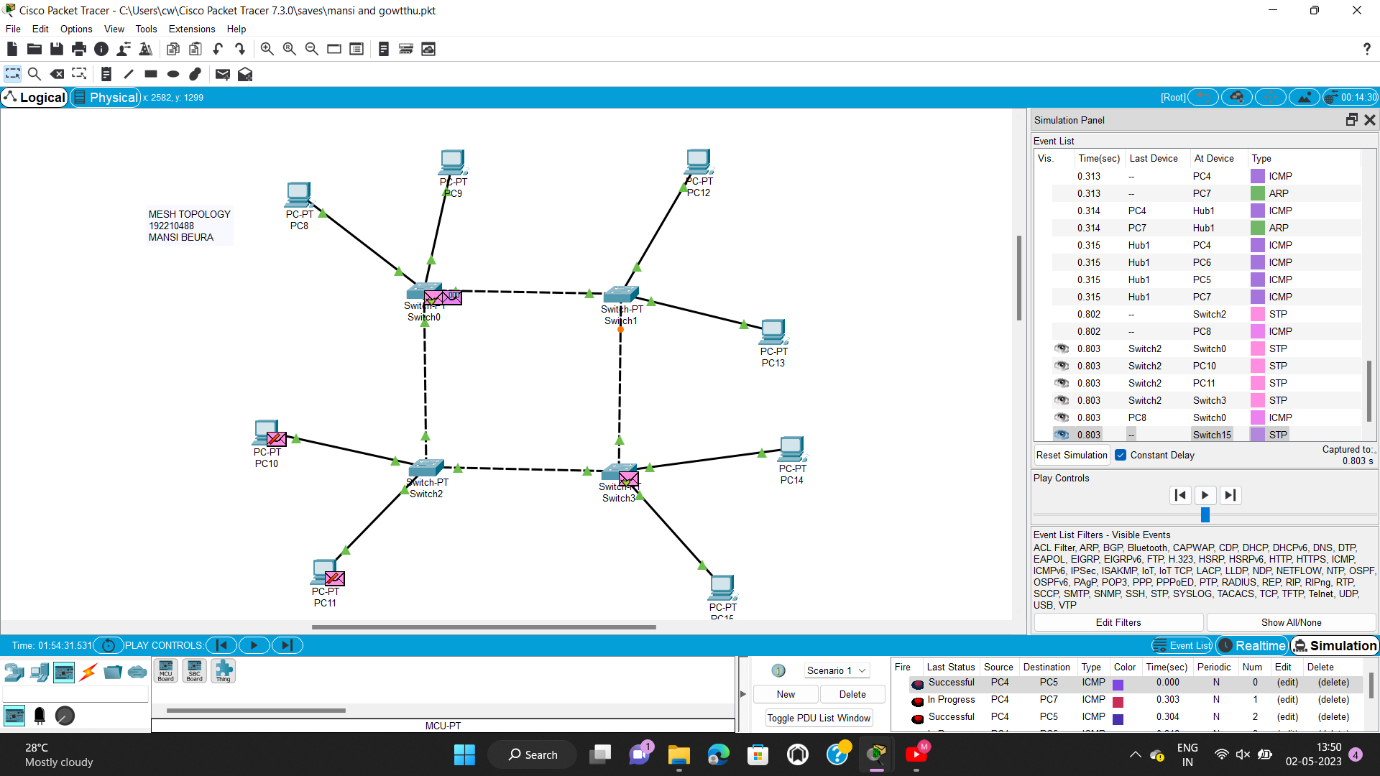 Cisco Packet Tracer - C:\Users\cw\Cisco Packet Tracer 7.3.0\saves\mansi and gowtthu.pkt
File Edit Options View Tools Extensions Help
Logical Physical x: 2582, y: 1299 [Root] 00:14:30
MESH TOPOLOGY
192210488
MANSI BEURA
PC-PT
PC8
PC-PT
PC9
PC-PT
PC12
Switch-PT
Switch0
Switch-PT
Switch1
PC-PT
PC13
PC-PT
PC10
Switch-PT
Switch2
Switch3
PC-PT
PC14
PC-PT
PC11
PC-PT
PC15
Simulation Panel
Event List
Vis. Time(sec) Last Device At Device Type
0.313 -- PC4 ICMP
0.313 -- PC7 ARP
0.314 PC4 Hub1 ICMP
0.314 PC7 Hub1 ARP
0.315 Hub1 PC4 ICMP
0.315 Hub1 PC6 ICMP
0.315 Hub1 PC5 ICMP
0.315 Hub1 PC7 ICMP
0.802 -- Switch2 STP
0.802 -- PC8 ICMP
0.803 Switch2 Switch0 STP
0.803 Switch2 PC10 STP
0.803 Switch2 PC11 STP
0.803 Switch2 Switch3 STP
0.803 PC8 Switch0 ICMP
0.803 -- Switch15 STP
Reset Simulation Constant Delay Captured to:
0.803 s
Play Controls
Event List Filters - Visible Events
ACL Filter, ARP, BGP, Bluetooth, CAPWAP, CDP, DHCP, DHCPv6, DNS, DTP,
EAPOL, EIGRP, EIGRPv6, FTP, H.323, HSRP, HSRPv6, HTTP, HTTPS, ICMP,
ICMPv6, IPSec, ISAKMP, IoT, IoT TCP, LACP, LLDP, NDP, NETFLOW, NTP, OSPF,
OSPFv6, PAgP, POP3, PPP, PPPoED, PTP, RADIUS, REP, RIP, RIPng, RTP,
SCCP, SMTP, SNMP, SSH, STP, SYSLOG, TACACS, TCP, TFTP, Telnet, UDP,
USB, VTP
Edit Filters Show All/None
Time: 01:54:31.531 PLAY CONTROLS: Event List Realtime Simulation
MCU Board SBC Board Thing
MCU-PT
Scenario 1
New Delete
Toggle PDU List Window
Fire Last Status Source Destination Type Color Time(sec) Periodic Num Edit Delete
Successful PC4 PC5 ICMP 0.000 N 0 (edit) (delete)
In Progress PC4 PC7 ICMP 0.303 N 1 (edit) (delete)
Successful PC4 PC5 ICMP 0.304 N 2 (edit) (delete)
28°C
Mostly cloudy
Search
1
M
ENG
IN
13:50
02-05-2023
4